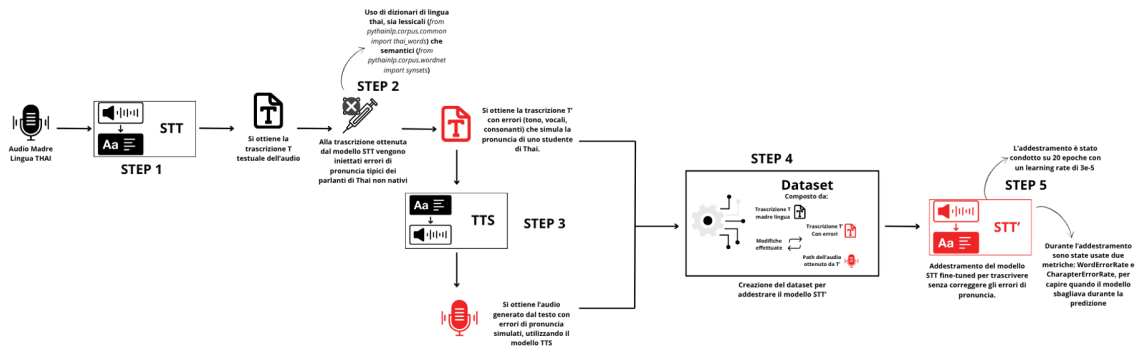 Uso di dizionari di lingua
thai, sia lessicali (from
pythainlp.corpus.common
import thai_words) che
semantici (from
pythainlp.corpus.wordnet
import synsets)
STEP 2
Audio Madre
Lingua THAI
STT
Aa
STEP 1
T
Si ottiene la
trascrizione T
testuale dell'audio
Alla trascrizione ottenuta
dal modello STT vengono
iniettati errori di
pronuncia tipici dei
parlanti di Thai non nativi
T
Si ottiene la trascrizione T'
con errori (tono, vocali,
consonanti) che simula la
pronuncia di uno studente
di Thai.
Aa
TTS
STEP 3
Si ottiene l'audio
generato dal testo con
errori di pronuncia
simulati, utilizzando il
modello TTS
STEP 4
Dataset
Composto da:
Trascrizione T
madre lingua
Trascrizione T'
Con errori
Modifiche
effettuate
Path dell'audio
ottenuto da T'
Creazione del dataset per
addestrare il modello STT'
L'addestramento è stato
condotto su 20 epoche con
un learning rate di 3e-5
STEP 5
STT'
Aa
Addestramento del modello
STT fine-tuned per trascrivere
senza correggere gli errori di
pronuncia.
Durante l'addestramento
sono state usate due
metriche: WordErrorRate e
CharapterErrorRate, per
capire quando il modello
sbagliava durante la
predizione